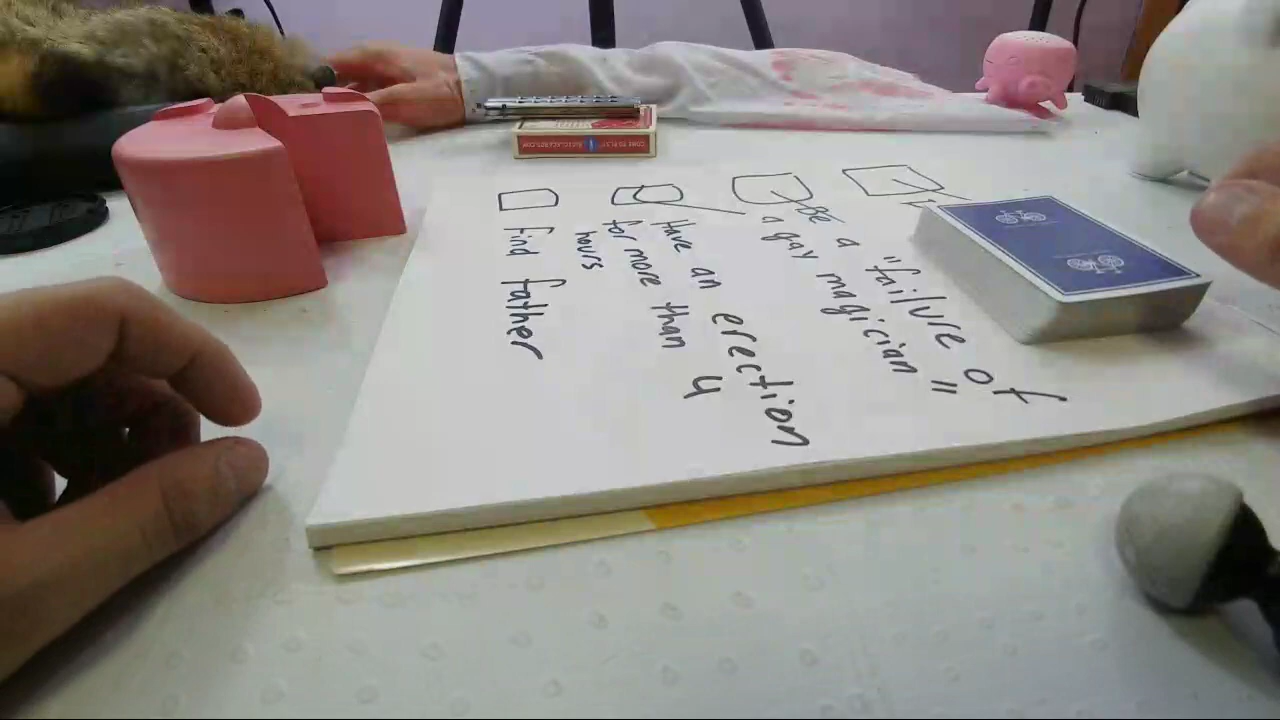 BE a "failure of
a gay magician"
Have an erection
for more than 4
hours
find father